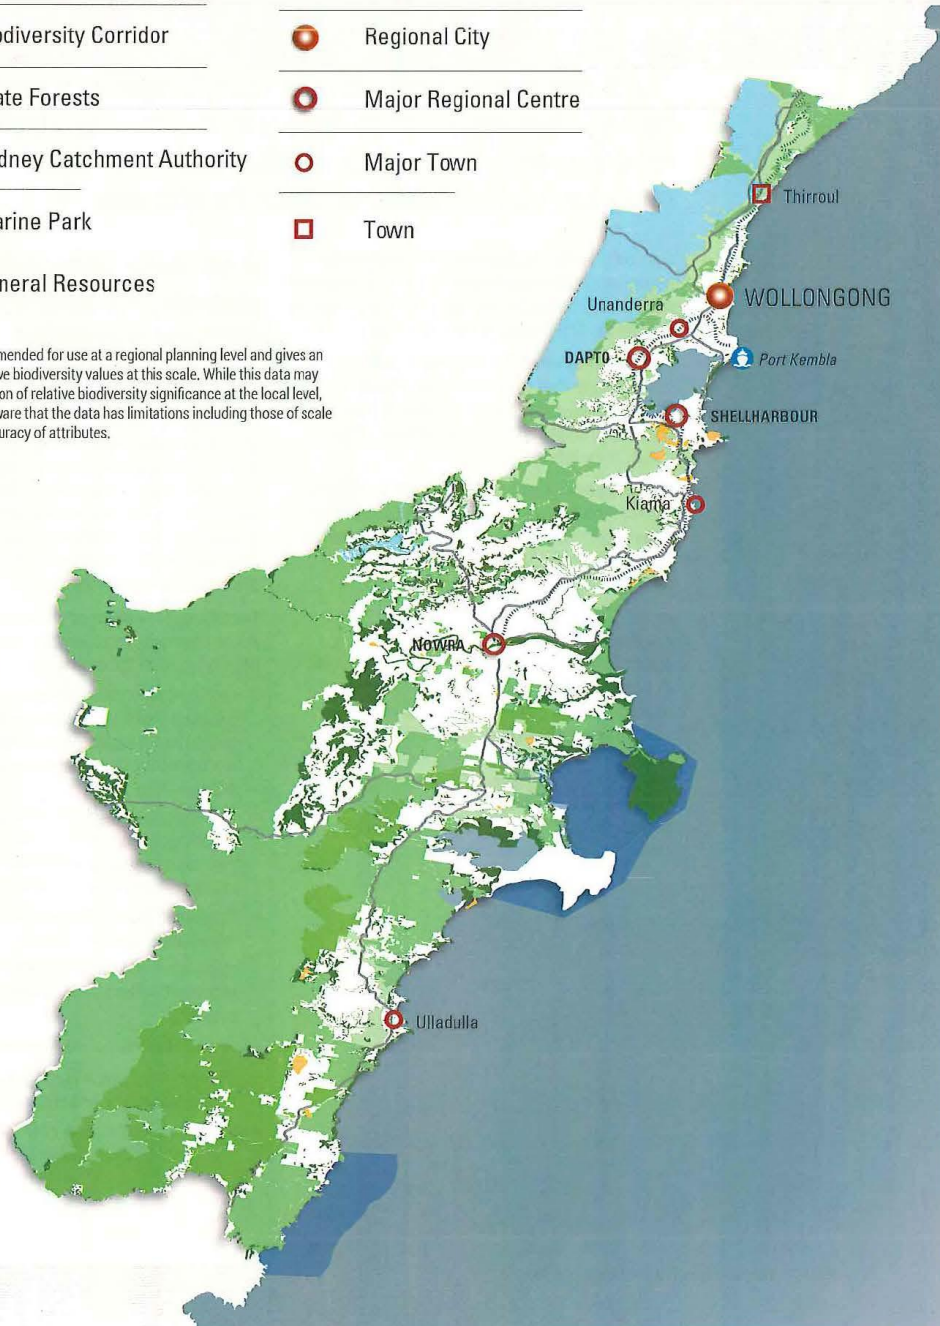 odiversity Corridor
ate Forests
dney Catchment Authority
arine Park
neral Resources
Regional City
Major Regional Centre
Major Town
Town
mended for use at a regional planning level and gives an
ve biodiversity values at this scale. While this data may
on of relative biodiversity significance at the local level,
vare that the data has limitations including those of scale
uracy of attributes.
Thirroul
WOLLONGONG
Unanderra
DAPTO
Port Kembla
SHELLHARBOUR
Kiama
NOWRA
Ulladulla